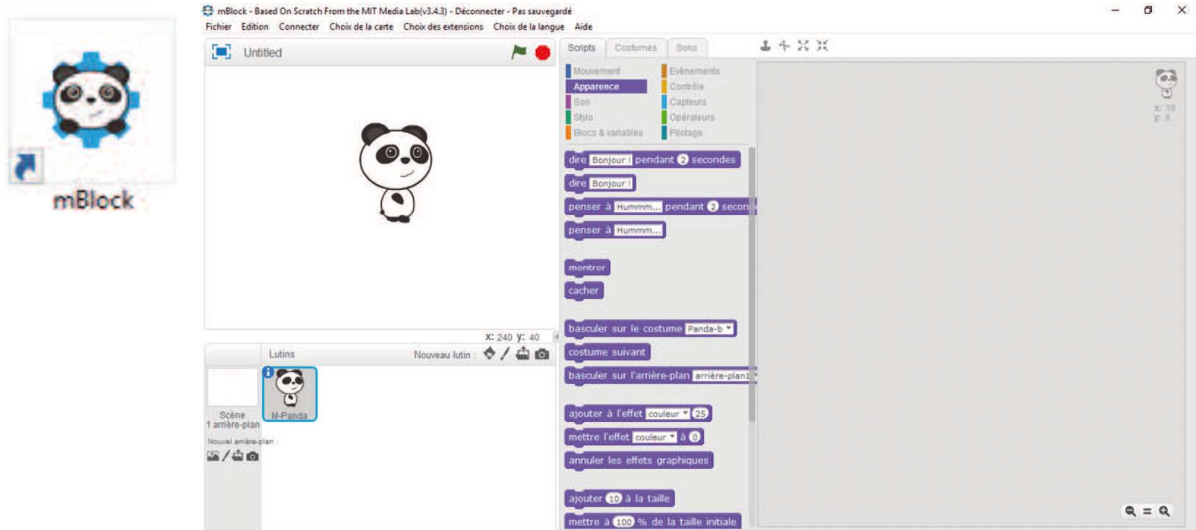 mBlock
mBlock - Based On Scratch From the MIT Media Lab(v3.4.3) - Déconnecter - Pas sauvegardé
Fichier Edition Connecter Choix de la carte Choix des extensions Choix de la langue Aide
Untitled
x: 240 y: 40
Lutins Nouveau lutin :
Scène
1 arrière-plan
M-Panda
Nouvel arrière-plan :
Scripts Costumes Sons
Mouvement Evènements
Apparence Contrôle
Son Capteurs
Stylo Opérateurs
Blocs & variables Pilotage
dire Bonjour ! pendant 2 secondes
dire Bonjour !
penser à Hummm... pendant 2 second
penser à Hummm...
montrer
cacher
basculer sur le costume Panda-b
costume suivant
basculer sur l'arrière-plan arrière-plan1
ajouter à l'effet couleur 25
mettre l'effet couleur à 0
annuler les effets graphiques
ajouter 10 à la taille
mettre à 100 % de la taille initiale
x: 19
y: 8